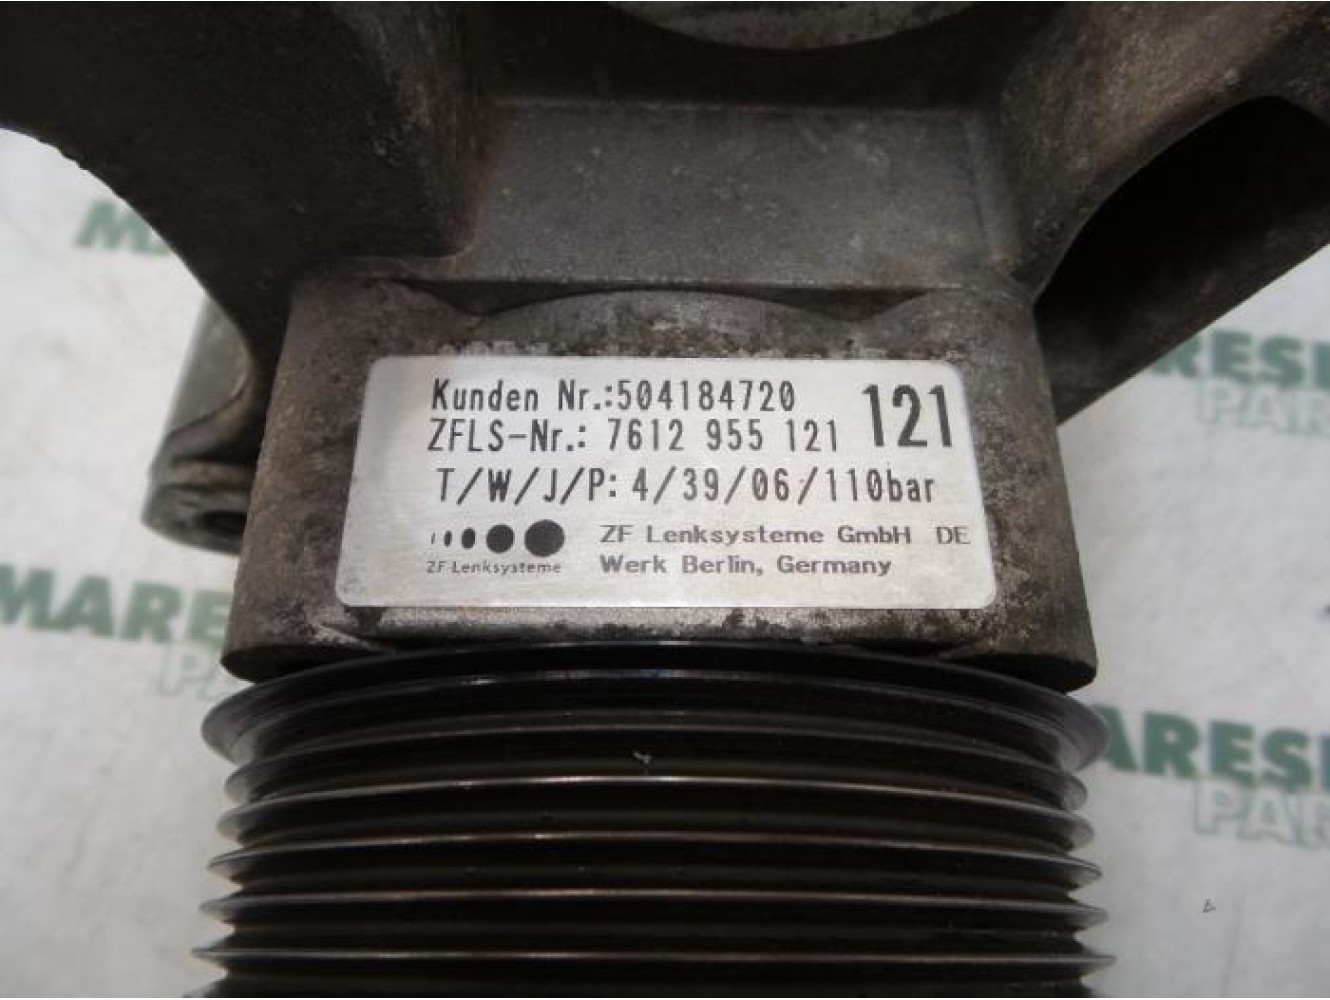 Kunden Nr.:504184720 121
ZFLS-Nr.: 7612 955 121
T/W/J/P: 4/39/06/110bar
ZF Lenksysteme GmbH DE
ZF Lenksysteme Werk Berlin, Germany